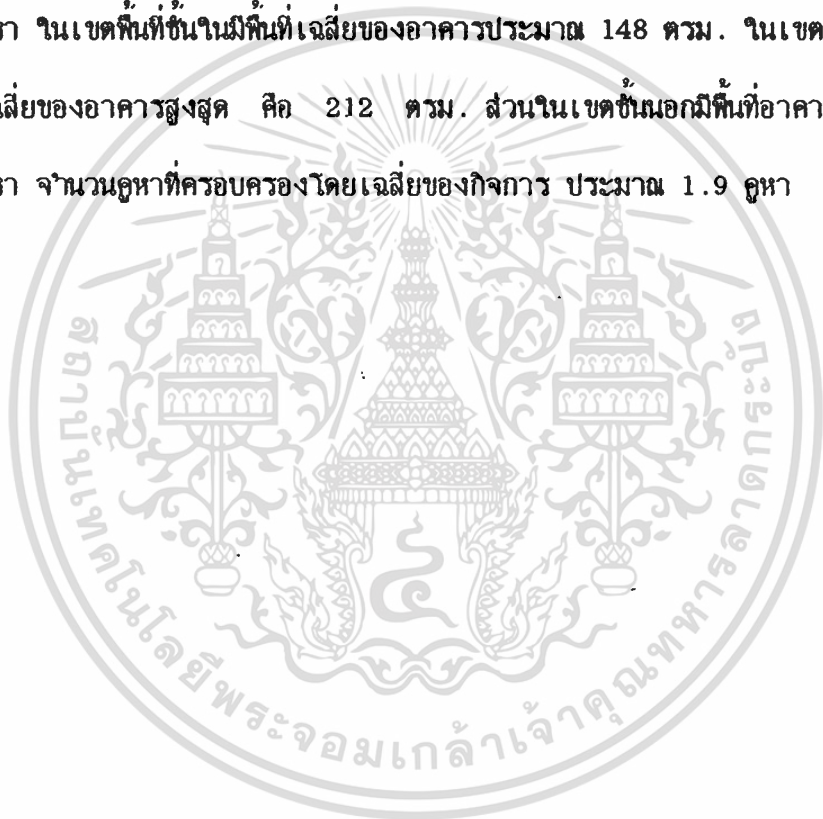 ในเขตพื้นที่ชั้นในมีพื้นที่เฉลี่ยของอาคารประมาณ 148 ตรม. ในเขต
เฉลี่ยของอาคารสูงสุด คือ 212 ตรม. ส่วนในเขตชั้นนอกมีพื้นที่อาคา
จำนวนคูหาที่ครอบครองโดยเฉลี่ยของกิจการ ประมาณ 1.9 คูหา
สถาบันเทคโนโลยีพระจอมเกล้าเจ้าคุณทหารลาดกระบัง
๔